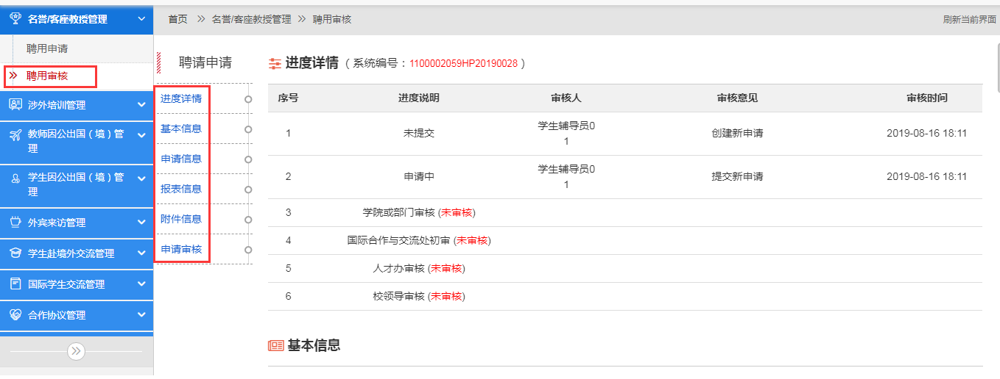 名誉/客座教授管理
聘用申请
聘用审核
涉外培训管理
教师因公出国（境）管
理
学生因公出国（境）管
理
外宾来访管理
学生赴境外交流管理
国际学生交流管理
合作协议管理
首页 名誉/客座教授管理 聘用审核
刷新当前界面
聘请申请
进度详情
基本信息
申请信息
报表信息
附件信息
申请审核
进度详情（系统编号：1100002059HP20190028 ）
序号 进度说明 审核人 审核意见 审核时间
1 未提交 学生辅导员0
1 创建新申请 2019-08-16 18:11
2 申请中 学生辅导员0
1 提交新申请 2019-08-16 18:11
3 学院或部门审核 (未审核)
4 国际合作与交流处初审 (未审核)
5 人才办审核 (未审核)
6 校领导审核 (未审核)
基本信息